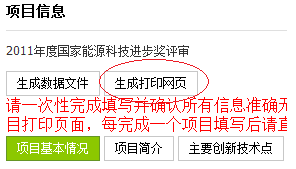 项目信息
2011年度国家能源科技进步奖评审
生成数据文件 生成打印网页
请一次性完成填写并确认所有信息准确无
目打印页面，每完成一个项目填写后请直
项目基本情况 项目简介 主要创新技术点